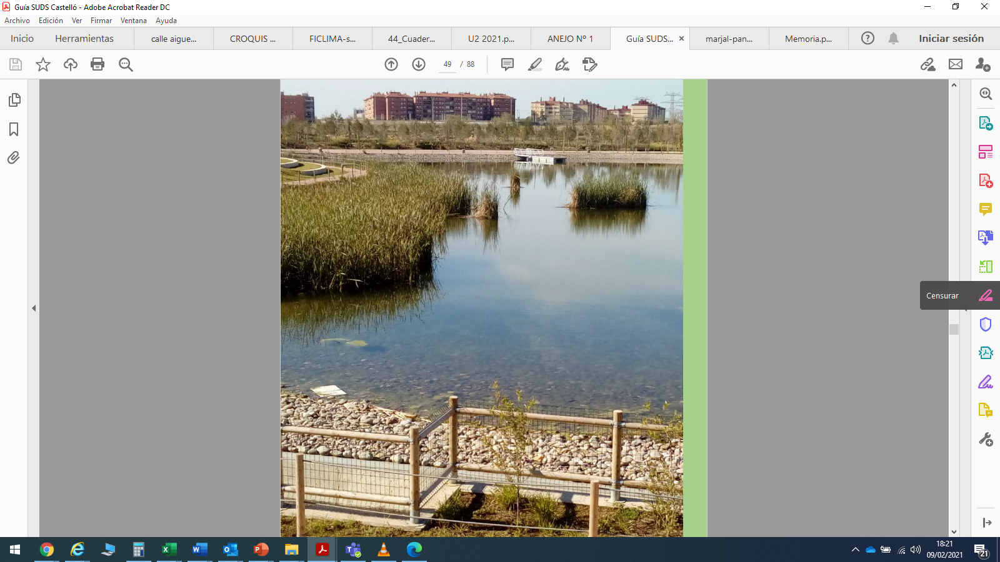 Guía SUDS Castelló - Adobe Acrobat Reader DC
Archivo Edición Ver Firmar Ventana Ayuda
Inicio Herramientas calle aigue... CROQUIS ... FICLIMA-s... 44_Cuader... U2 2021.p... ANEJO Nº 1 Guía SUDS... marjal-pan... Memoria.p... Iniciar sesión
49 / 88
Censurar
18:21
09/02/2021
21